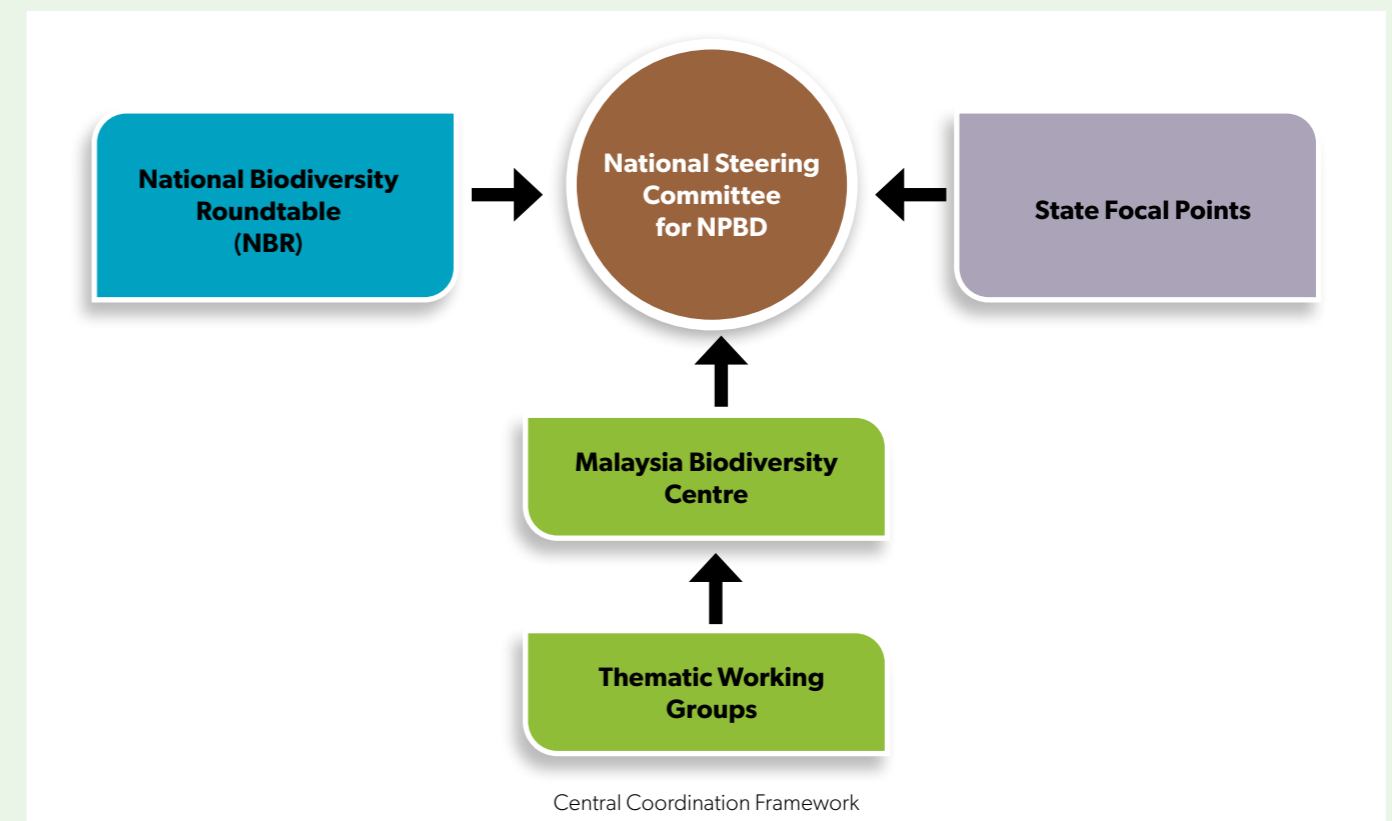 National Biodiversity
Roundtable
(NBR)
National Steering
Committee
for NPBD
State Focal Points
Malaysia Biodiversity
Centre
Thematic Working
Groups
Central Coordination Framework